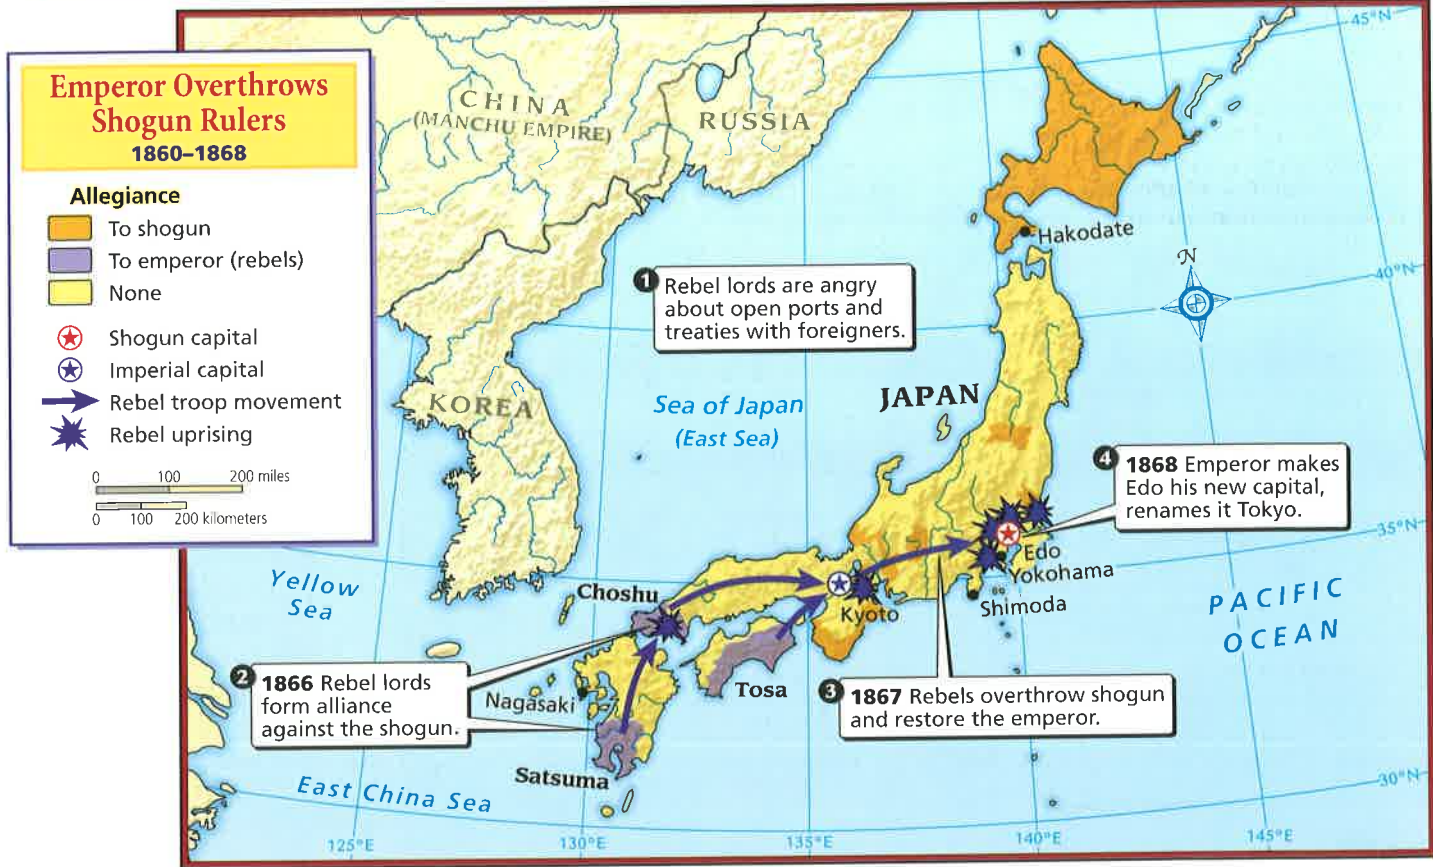 Emperor Overthrows
Shogun Rulers
1860–1868
Allegiance
To shogun
To emperor (rebels)
None
Shogun capital
Imperial capital
Rebel troop movement
Rebel uprising
0 100 200 miles
0 100 200 kilometers
CHINA
(MANCHU EMPIRE)
RUSSIA
45°N
Hakodate
N
40°N
1 Rebel lords are angry
about open ports and
treaties with foreigners.
JAPAN
KOREA
Sea of Japan
(East Sea)
4 1868 Emperor makes
Edo his new capital,
renames it Tokyo.
35°N
Edo
Yokohama
Shimoda
Yellow
Sea
Choshu
Kyoto
PACIFIC
OCEAN
2 1866 Rebel lords
form alliance
against the shogun.
Nagasaki
Tosa
3 1867 Rebels overthrow shogun
and restore the emperor.
Satsuma
East China Sea
30°N
125°E
130°E
135°E
140°E
145°E